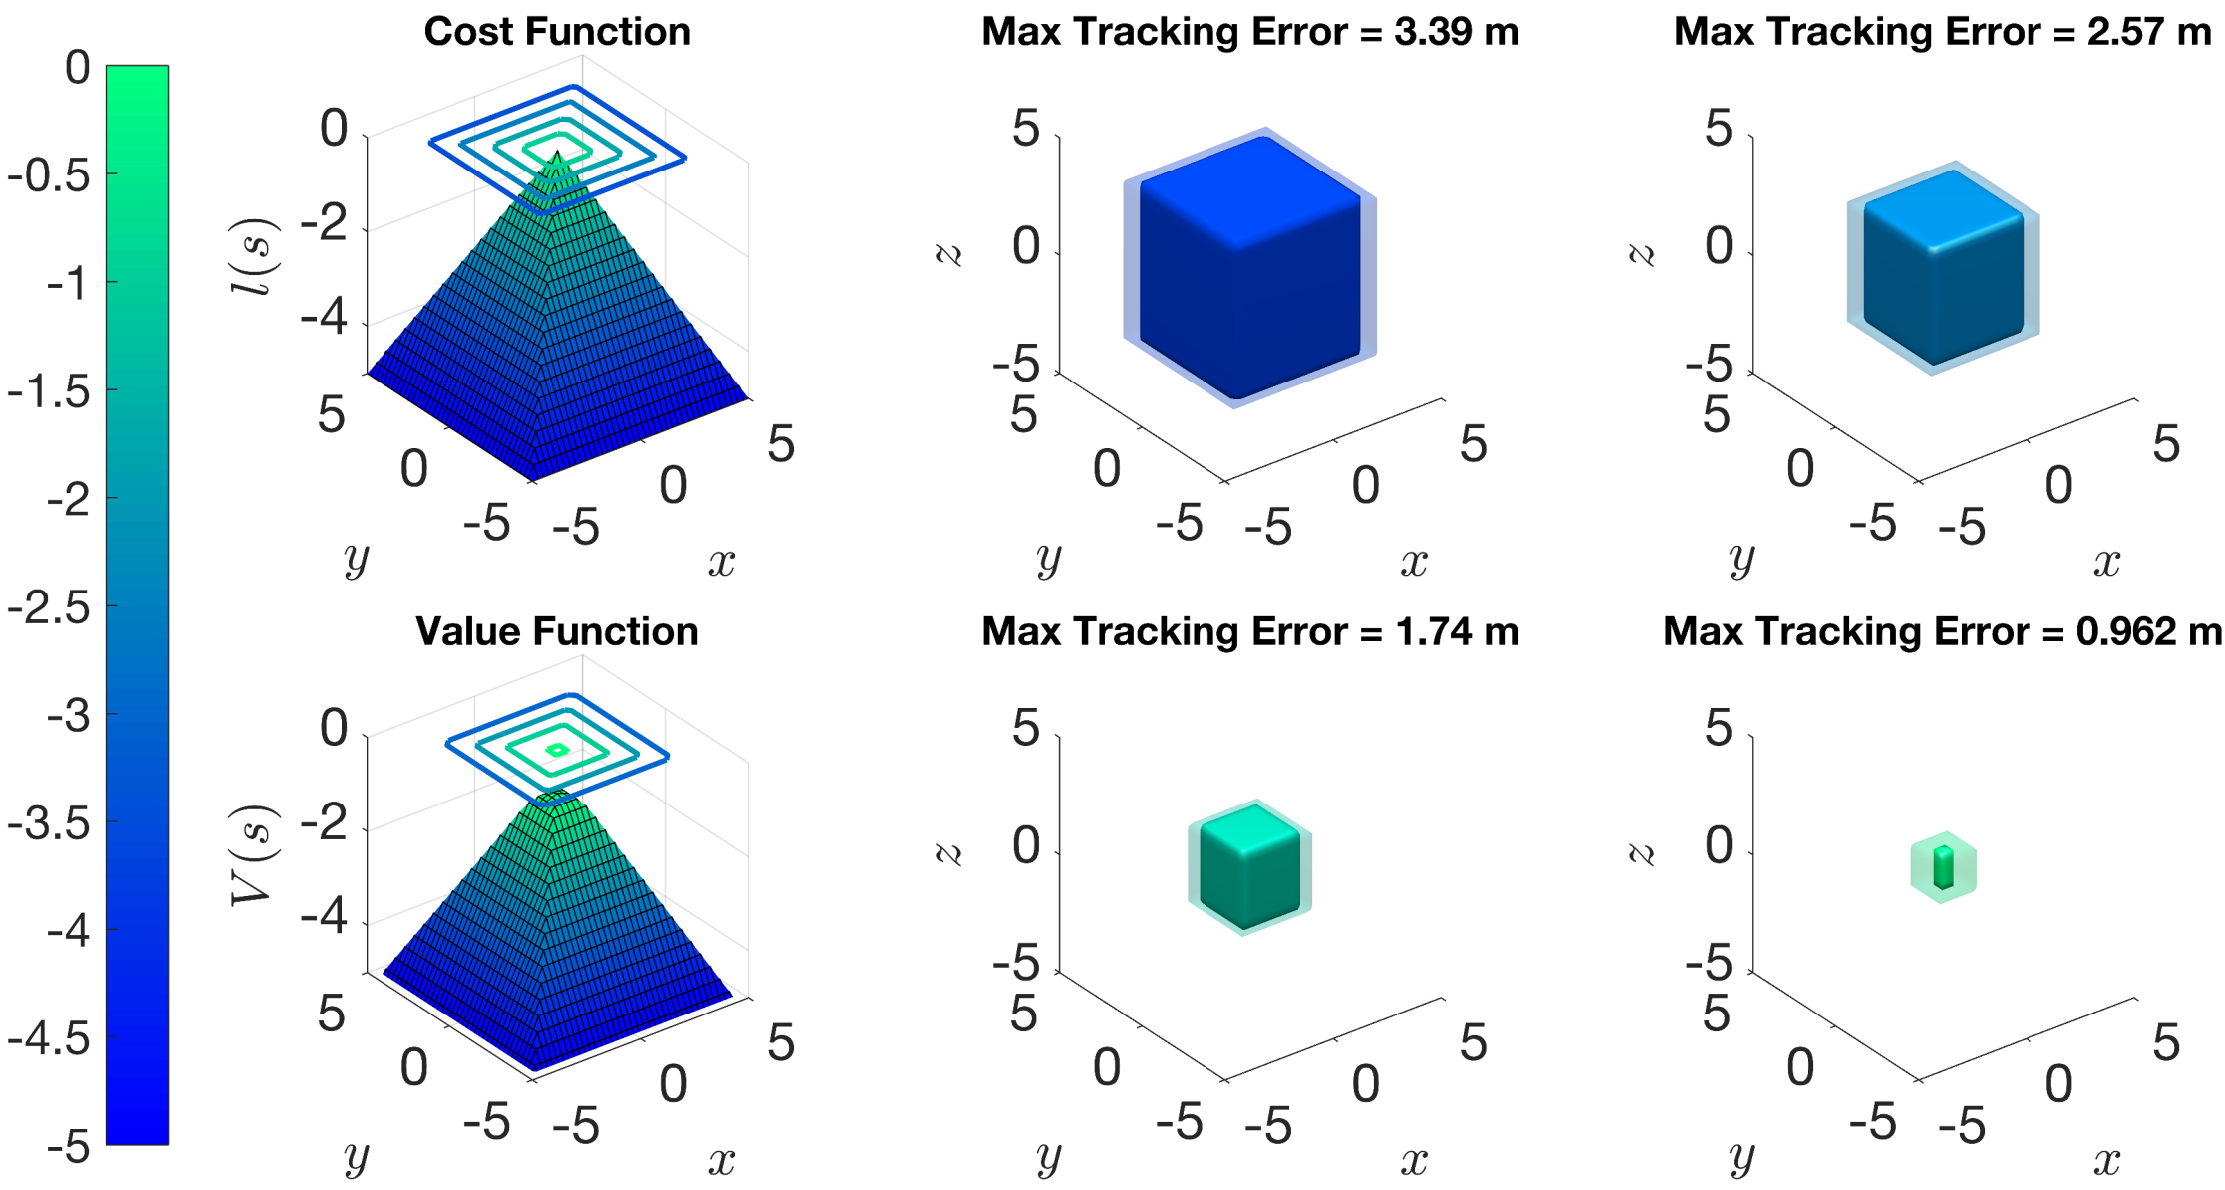 0
-0.5
-1
-1.5
-2
-2.5
-3
-3.5
-4
-4.5
-5
Cost Function
l(s)
0
-2
-4
5
0
-5
y
-5
0
5
x
Max Tracking Error = 3.39 m
z
5
0
-5
5
0
-5
y
-5
0
5
x
Max Tracking Error = 2.57 m
z
5
0
-5
5
0
-5
y
-5
0
5
x
Value Function
V(s)
0
-2
-4
5
0
-5
y
-5
0
5
x
Max Tracking Error = 1.74 m
z
5
0
-5
5
0
-5
y
-5
0
5
x
Max Tracking Error = 0.962 m
z
5
0
-5
5
0
-5
y
-5
0
5
x